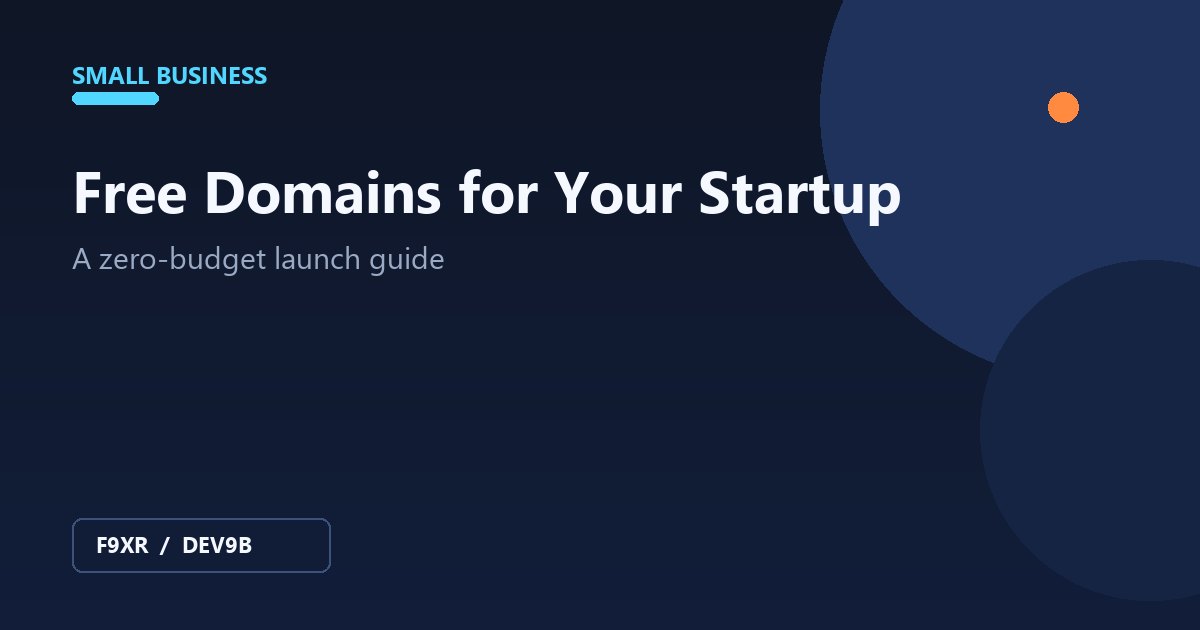 SMALL BUSINESS
Free Domains for Your Startup
A zero-budget launch guide
F9XR / DEV9B